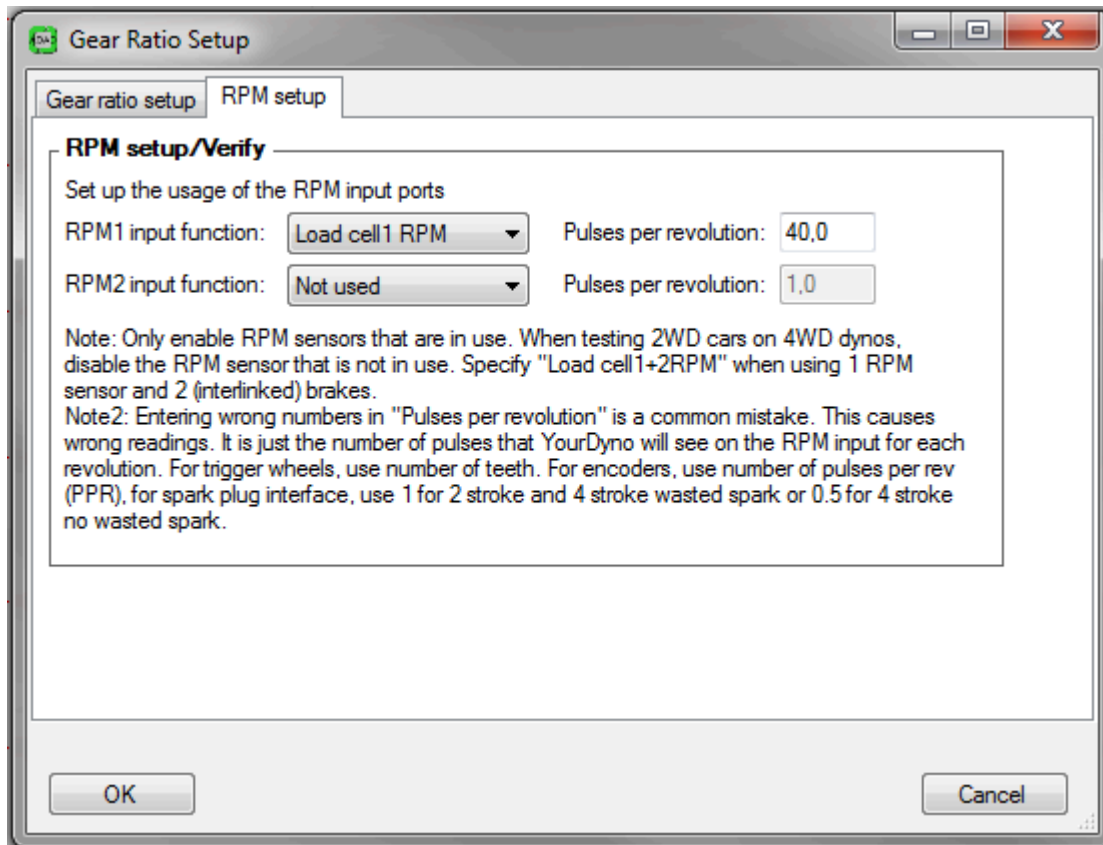 Gear Ratio Setup
Gear ratio setup RPM setup
RPM setup/Verify
Set up the usage of the RPM input ports
RPM1 input function: Load cell1 RPM Pulses per revolution: 40,0
RPM2 input function: Not used Pulses per revolution: 1,0
Note: Only enable RPM sensors that are in use. When testing 2WD cars on 4WD dynos,
disable the RPM sensor that is not in use. Specify "Load cell1+2RPM" when using 1 RPM
sensor and 2 (interlinked) brakes.
Note2: Entering wrong numbers in "Pulses per revolution" is a common mistake. This causes
wrong readings. It is just the number of pulses that YourDyno will see on the RPM input for each
revolution. For trigger wheels, use number of teeth. For encoders, use number of pulses per rev
(PPR), for spark plug interface, use 1 for 2 stroke and 4 stroke wasted spark or 0.5 for 4 stroke
no wasted spark.
OK Cancel